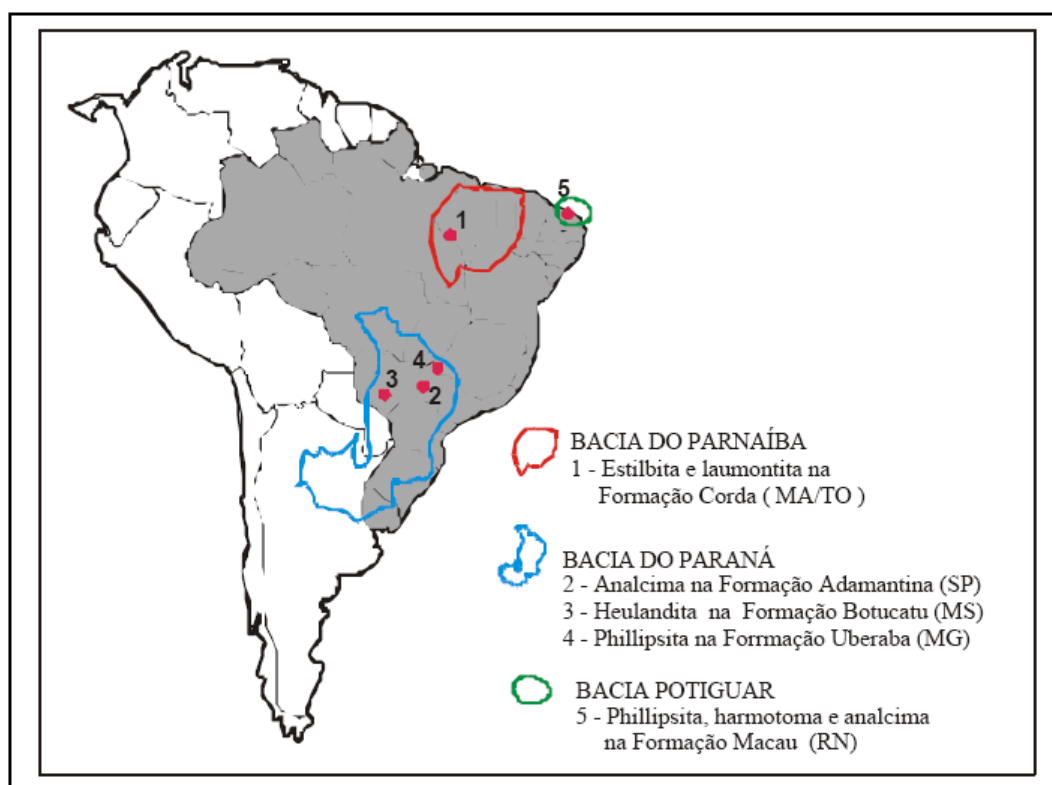 5
1
4
3
2
BACIA DO PARNAÍBA
1 - Estilbita e laumontita na
Formação Corda ( MA/TO )
BACIA DO PARANÁ
2 - Analcima na Formação Adamantina (SP)
3 - Heulandita na Formação Botucatu (MS)
4 - Phillipsita na Forrmação Uberaba (MG)
BACIA POTIGUAR
5 - Phillipsita, harmotoma e analcima
na Formação Macau (RN)